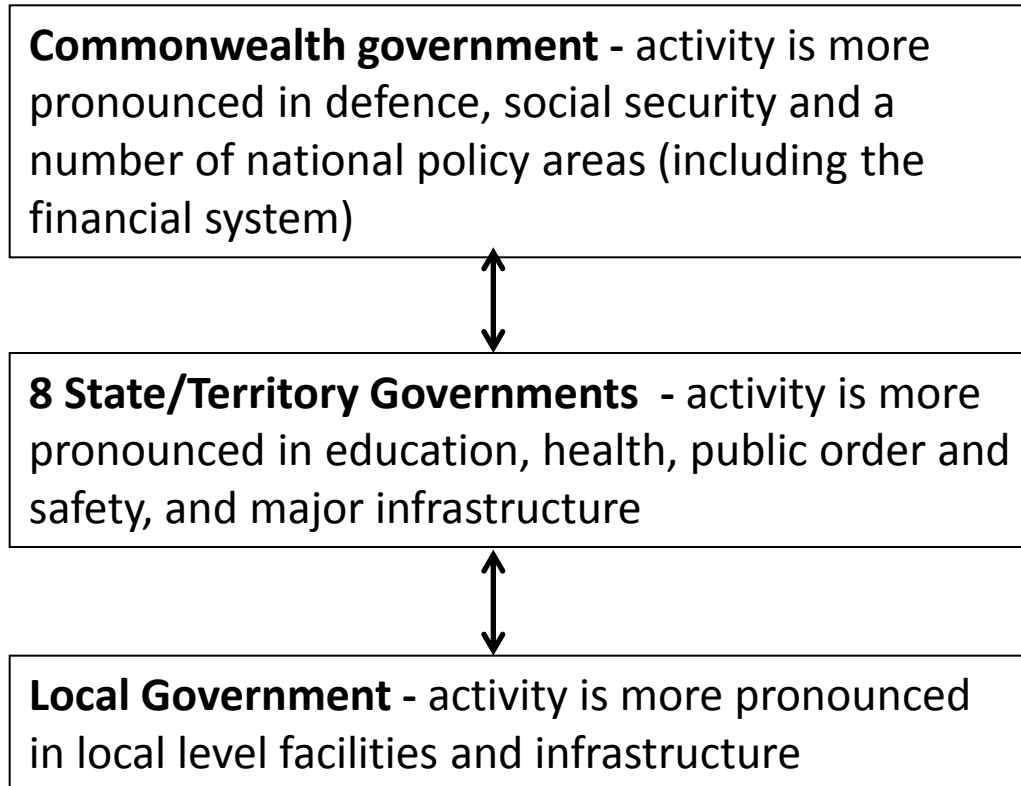 Commonwealth government - activity is more
pronounced in defence, social security and a
number of national policy areas (including the
financial system)
8 State/Territory Governments  - activity is more
pronounced in education, health, public order and
safety, and major infrastructure
Local Government - activity is more pronounced
in local level facilities and infrastructure